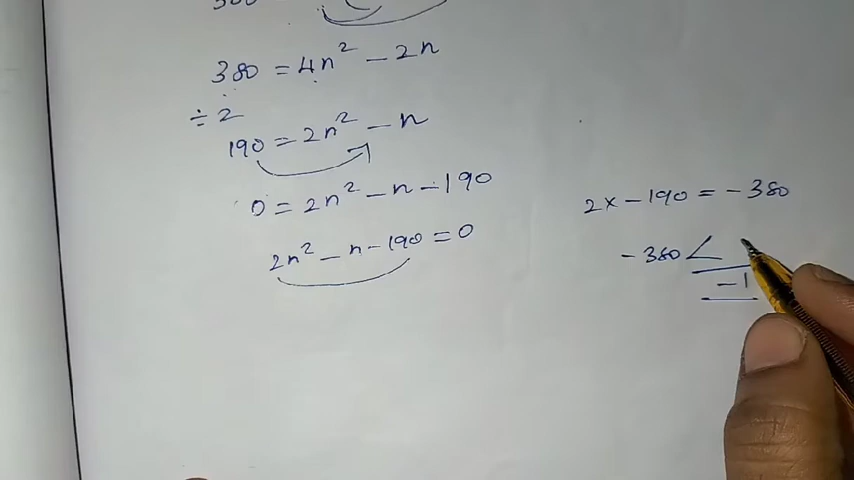 380 = 4n² - 2n
÷ 2
190 = 2n² - n
0 = 2n² - n - 190
2n² - n - 190 = 0
2 x - 190 = - 380
- 380 <
- 1